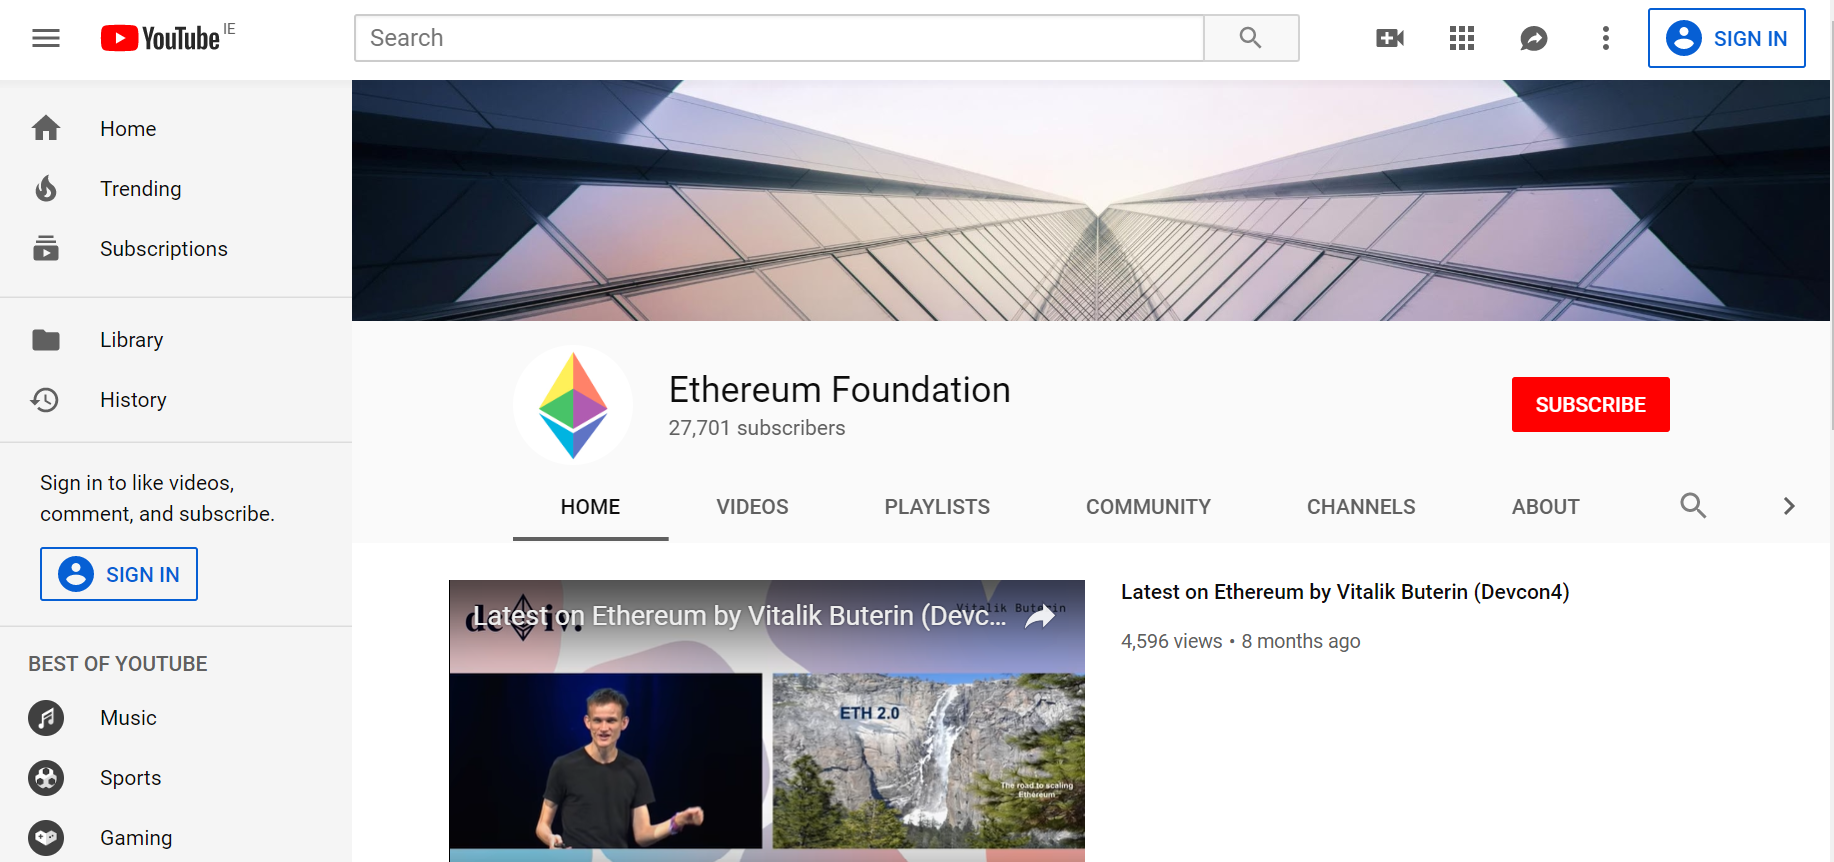 YouTube IE
Search
SIGN IN
Home
Trending
Subscriptions
Library
History
Sign in to like videos,
comment, and subscribe.
SIGN IN
BEST OF YOUTUBE
Music
Sports
Gaming
Ethereum Foundation
27,701 subscribers
SUBSCRIBE
HOME
VIDEOS
PLAYLISTS
COMMUNITY
CHANNELS
ABOUT
Latest on Ethereum by Vitalik Buterin (Devc...
Vitalik Buterin
ETH 2.0
The road to scaling
Ethereum
Latest on Ethereum by Vitalik Buterin (Devcon4)
4,596 views • 8 months ago